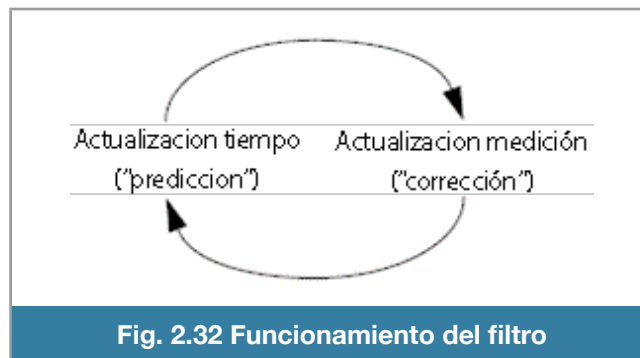 Actualizacion tiempo
("prediccion")
Actualizacion medición
("corrección")
Fig. 2.32 Funcionamiento del filtro